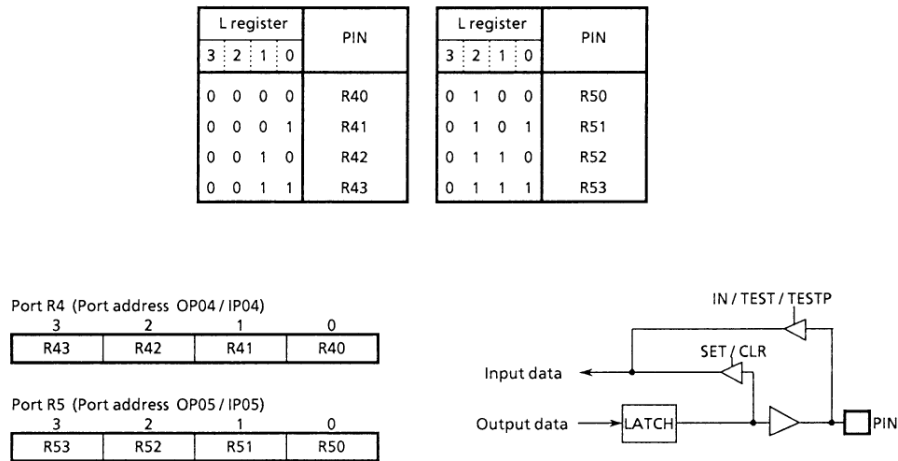 L register PIN
3 2 1 0
0 0 0 0 R40
0 0 0 1 R41
0 0 1 0 R42
0 0 1 1 R43
L register PIN
3 2 1 0
0 1 0 0 R50
0 1 0 1 R51
0 1 1 0 R52
0 1 1 1 R53
Port R4 (Port address OP04 / IP04)
3 2 1 0
R43 R42 R41 R40
Port R5 (Port address OP05 / IP05)
3 2 1 0
R53 R52 R51 R50
IN / TEST / TESTP
SET / CLR
Input data
Output data LATCH PIN